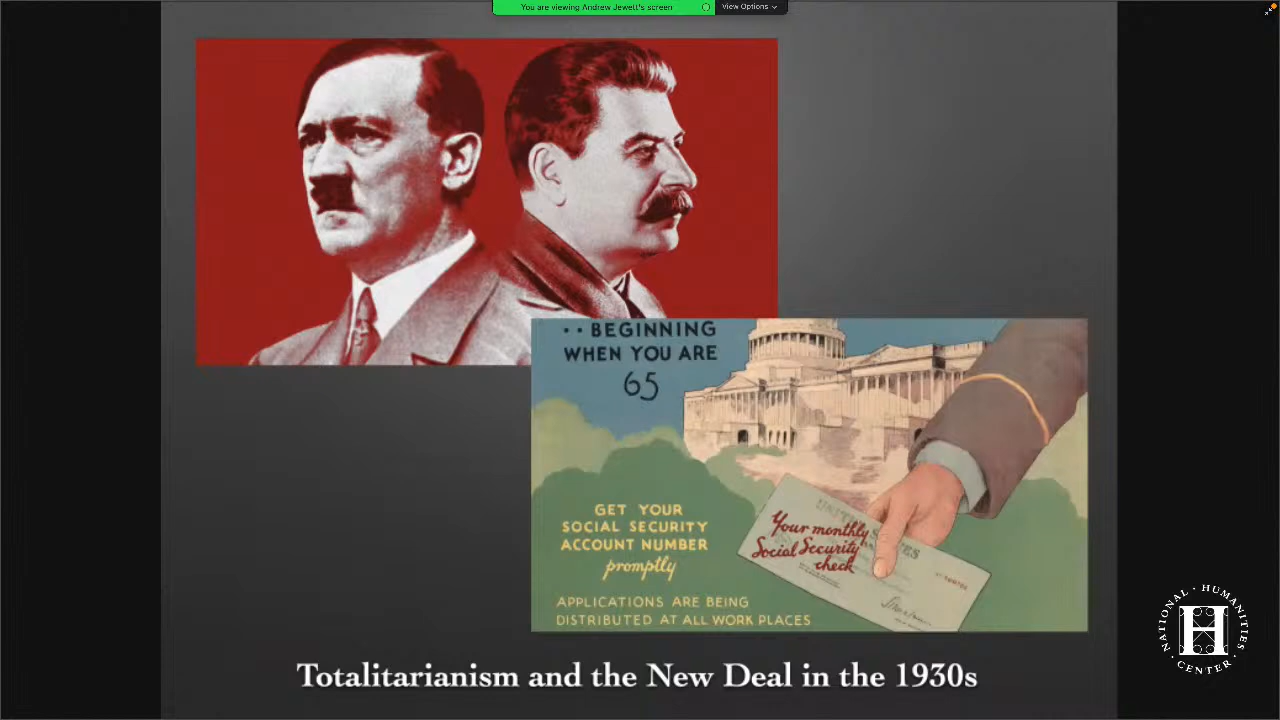 You are viewing Andrew Jewett's screen
View Options
·· BEGINNING
WHEN YOU ARE
65
GET YOUR
SOCIAL SECURITY
ACCOUNT NUMBER
promptly
APPLICATIONS ARE BEING
DISTRIBUTED AT ALL WORK PLACES
UNITED STATES
Your monthly
Social Security
check
NATIONAL · HUMANITIES · CENTER ·
H
Totalitarianism and the New Deal in the 1930s